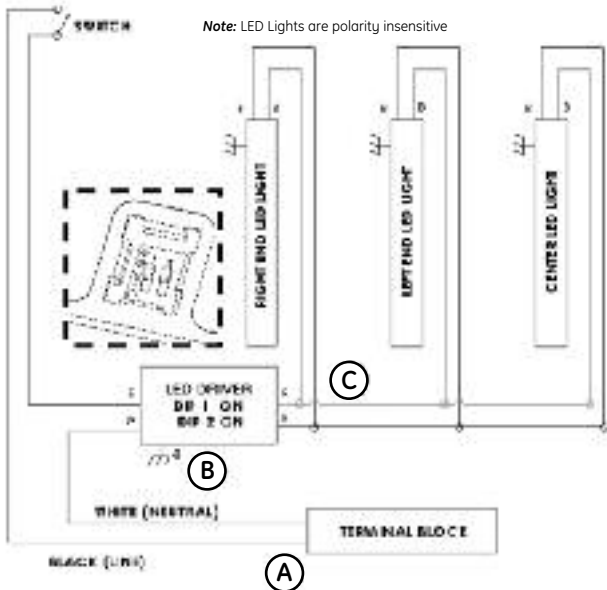 SWITCH
Note: LED Lights are polarity insensitive
RIGHT END LED LIGHT
LEFT END LED LIGHT
CENTER LED LIGHT
C
LED DRIVER
DIP 1 ON
DIP 2 ON
B
WHITE (NEUTRAL)
TERMINAL BLOCK
BLACK (LINE)
A